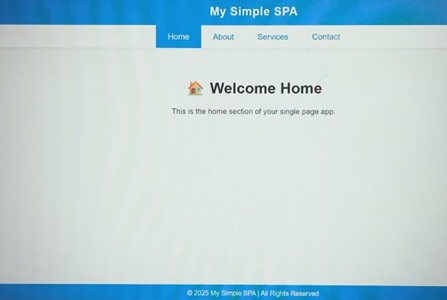 My Simple SPA
Home About Services Contact
🏠 Welcome Home
This is the home section of your single page app.
© 2025 My Simple SPA | All Rights Reserved